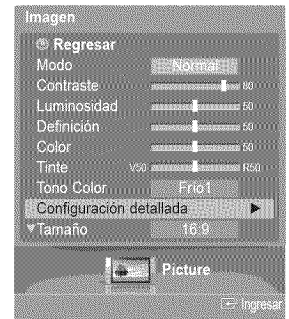 Imagen
Regresar
Modo Normal
Contraste 80
Luminosidad 50
Definición 50
Color 50
Tinte V50 R50
Tono Color Frío1
Configuración detallada ►
▼Tamaño 16:9
Picture
Ingresar